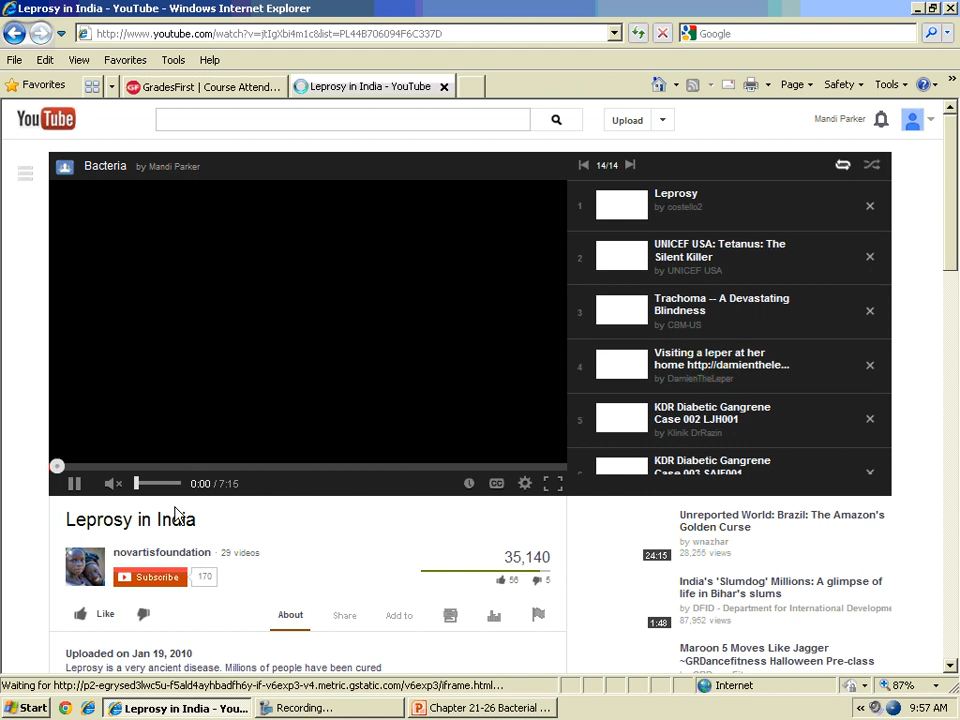 Leprosy in India - YouTube - Windows Internet Explorer
http://www.youtube.com/watch?v=jtIgXbi4m1c&list=PL44B706094F6C337D
Google
File Edit View Favorites Tools Help
Favorites
GradesFirst | Course Attend...
Leprosy in India - YouTube
Page
Safety
Tools
YouTube
Upload
Mandi Parker
Bacteria by Mandi Parker
14/14
1
Leprosy
by costello2
2
UNICEF USA: Tetanus: The
Silent Killer
by UNICEF USA
3
Trachoma -- A Devastating
Blindness
by CBM-US
4
Visiting a leper at her
home http://damienthele...
by DamienTheLeper
5
KDR Diabetic Gangrene
Case 002 LJH001
by Klinik DrRazin
KDR Diabetic Gangrene
Case 003 SAIF001
0:00 / 7:15
CC
Leprosy in India
novartisfoundation · 29 videos
Subscribe 170
35,140
56 5
Like
About Share Add to
Uploaded on Jan 19, 2010
Leprosy is a very ancient disease. Millions of people have been cured
Unreported World: Brazil: The Amazon's
Golden Curse
by wnazhar
28,255 views
24:15
India's 'Slumdog' Millions: A glimpse of
life in Bihar's slums
by DFID - Department for International Developme
87,952 views
1:48
Maroon 5 Moves Like Jagger
~GRDancefitness Halloween Pre-class
Waiting for http://p2-egrysed3lwc5u-f5ald4ayhbadfh6y-if-v6exp3-v4.metric.gstatic.com/v6exp3/iframe.html...
Internet
87%
Start
Leprosy in India - You...
Recording...
Chapter 21-26 Bacterial ...
9:57 AM